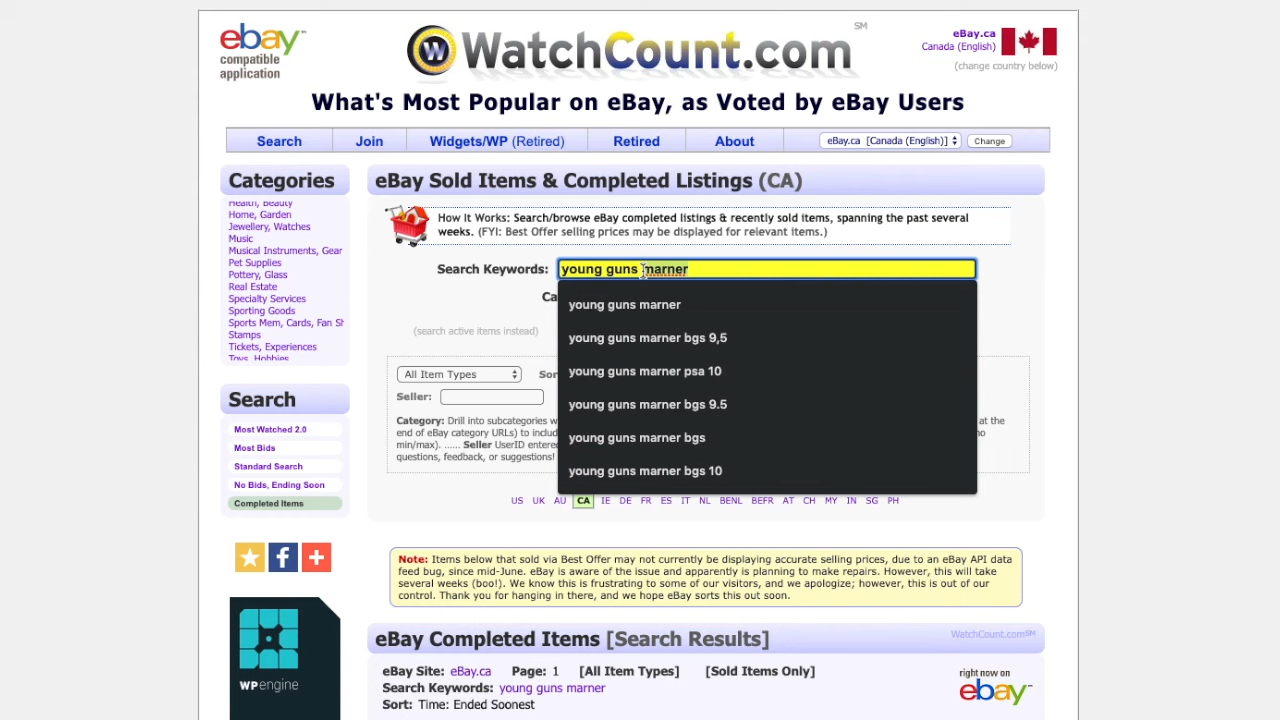 ebay™
compatible
application
W WatchCount.com SM
eBay.ca
Canada (English)
(change country below)
What's Most Popular on eBay, as Voted by eBay Users
Search Join Widgets/WP (Retired) Retired About eBay.ca [Canada (English)] Change
Categories
Health, Beauty
Home, Garden
Jewellery, Watches
Music
Musical Instruments, Gear
Pet Supplies
Pottery, Glass
Real Estate
Specialty Services
Sporting Goods
Sports Mem, Cards, Fan Sh
Stamps
Tickets, Experiences
Toys, Hobbies
Search
Most Watched 2.0
Most Bids
Standard Search
No Bids, Ending Soon
Completed Items
WP engine
eBay Sold Items & Completed Listings (CA)
How It Works: Search/browse eBay completed listings & recently sold items, spanning the past several
weeks. (FYI: Best Offer selling prices may be displayed for relevant items.)
Search Keywords: young guns marner
Ca
(search active items instead)
young guns marner
young guns marner bgs 9,5
young guns marner psa 10
young guns marner bgs 9.5
young guns marner bgs
young guns marner bgs 10
All Item Types Sor
Seller:
Category: Drill into subcategories w at the
end of eBay category URLs) to includ no
min/max). ...... Seller UserID entered
questions, feedback, or suggestions!
US UK AU CA IE DE FR ES IT NL BENL BEFR AT CH MY IN SG PH
Note: Items below that sold via Best Offer may not currently be displaying accurate selling prices, due to an eBay API data
feed bug, since mid-June. eBay is aware of the issue and apparently is planning to make repairs. However, this will take
several weeks (boo!). We know this is frustrating to some of our visitors, and we apologize; however, this is out of our
control. Thank you for hanging in there, and we hope eBay sorts this out soon.
eBay Completed Items [Search Results] WatchCount.com SM
eBay Site: eBay.ca Page: 1 [All Item Types] [Sold Items Only]
Search Keywords: young guns marner
Sort: Time: Ended Soonest
right now on
ebay™